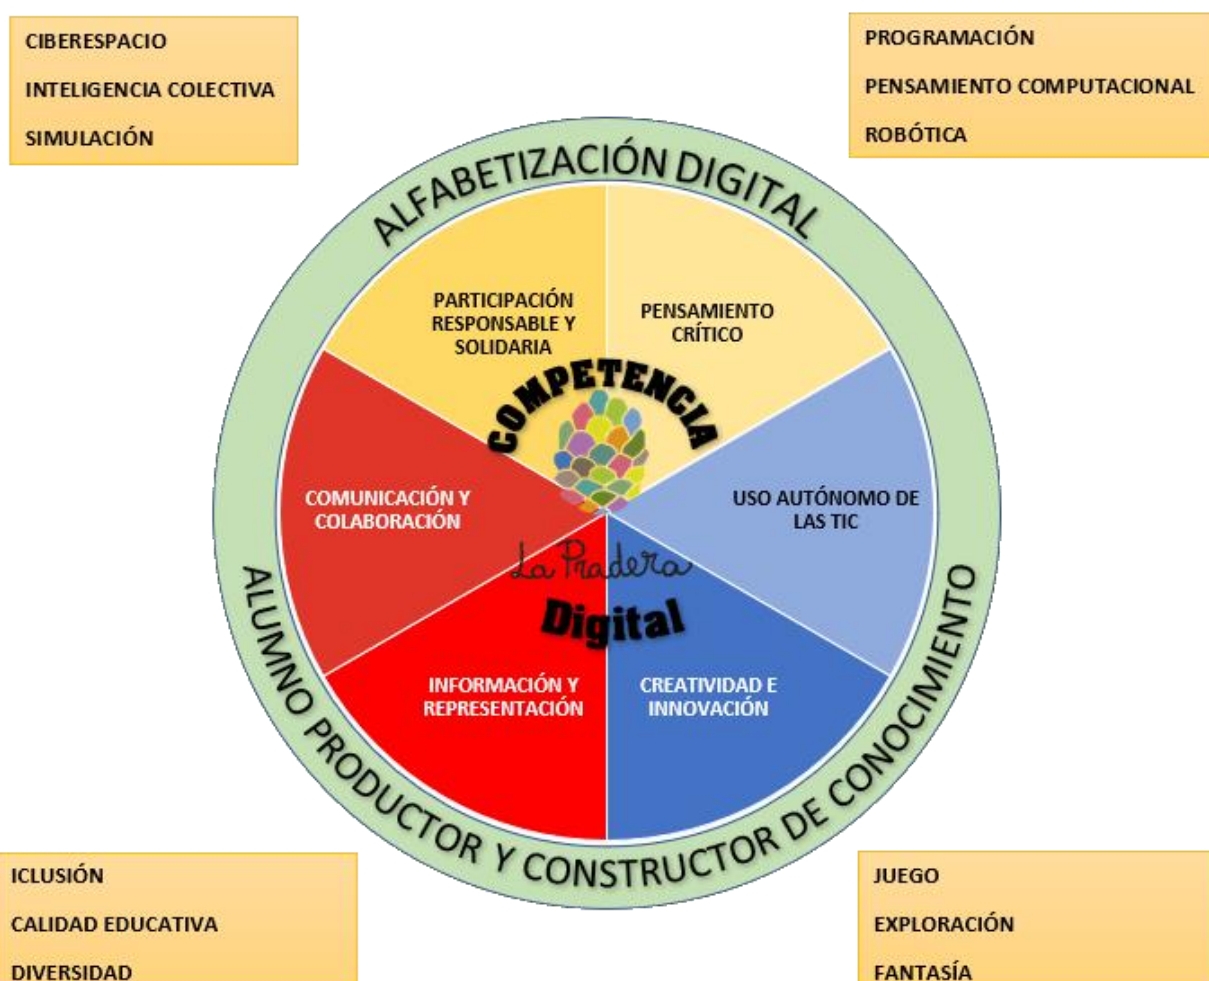 CIBERESPACIO
INTELIGENCIA COLECTIVA
SIMULACIÓN
PROGRAMACIÓN
PENSAMIENTO COMPUTACIONAL
ROBÓTICA
ALFABETIZACIÓN DIGITAL
PARTICIPACIÓN
RESPONSABLE Y
SOLIDARIA
PENSAMIENTO
CRÍTICO
COMPETENCIA
COMUNICACIÓN Y
COLABORACIÓN
USO AUTÓNOMO DE
LAS TIC
La Pradera
Digital
INFORMACIÓN Y
REPRESENTACIÓN
CREATIVIDAD E
INNOVACIÓN
ALUMNO PRODUCTOR Y CONSTRUCTOR DE CONOCIMIENTO
ICLUSIÓN
CALIDAD EDUCATIVA
DIVERSIDAD
JUEGO
EXPLORACIÓN
FANTASÍA